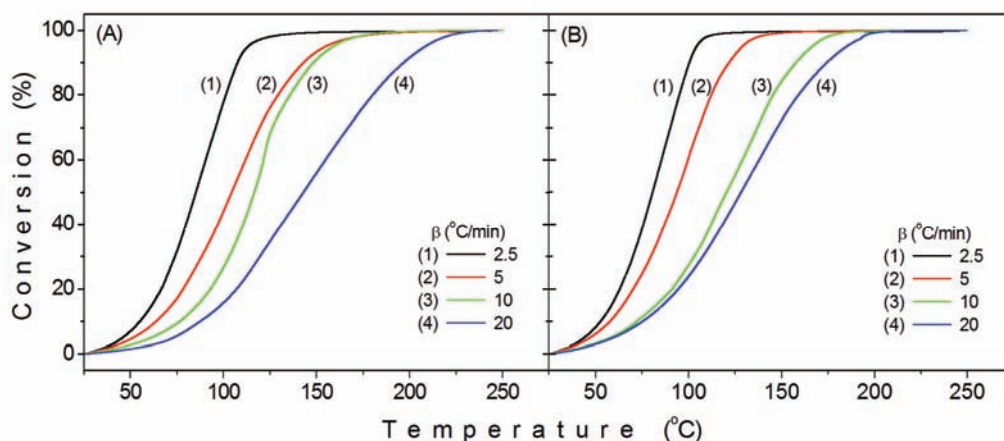 Conversion (%)
100
80
60
40
20
0
(A)
(1)
(2)
(3)
(4)
β (°C/min)
(1) 2.5
(2) 5
(3) 10
(4) 20
50 100 150 200 250
(B)
(1)
(2)
(3)
(4)
β (°C/min)
(1) 2.5
(2) 5
(3) 10
(4) 20
50 100 150 200 250
Temperature (°C)